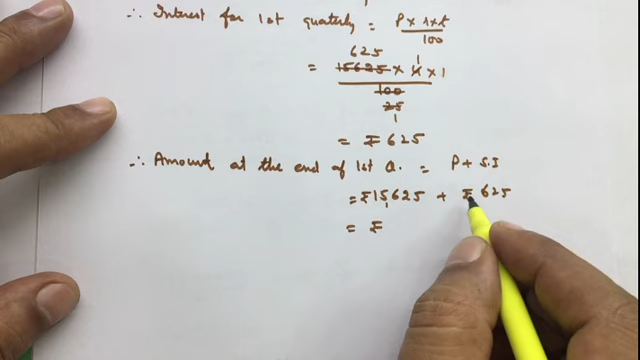 ∴ Interest for 1st quarterly = P × r × t
100
625
= 15625 × 4 1 × 1
100
25
1
= ₹625
∴ Amount at the end of 1st Q. = P + S.I
= ₹15,625 + ₹625
= ₹